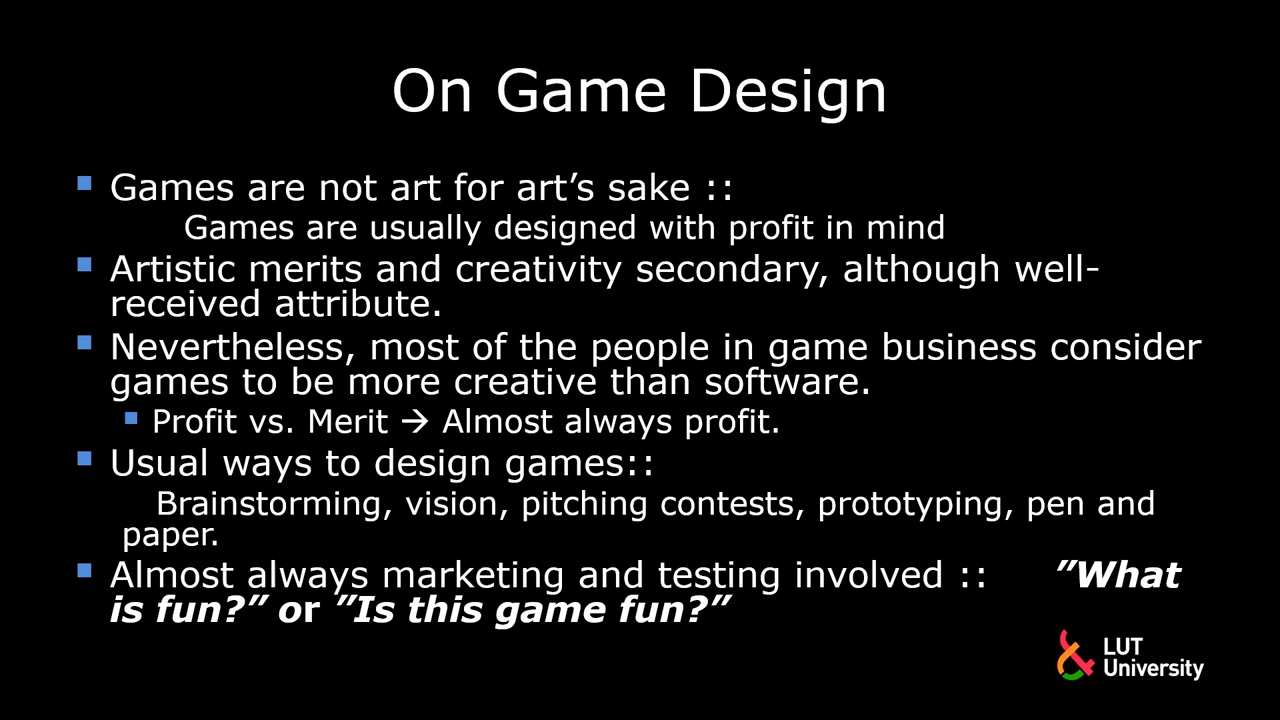 On Game Design
Games are not art for art’s sake ::
Games are usually designed with profit in mind
Artistic merits and creativity secondary, although well-
received attribute.
Nevertheless, most of the people in game business consider
games to be more creative than software.
Profit vs. Merit → Almost always profit.
Usual ways to design games::
Brainstorming, vision, pitching contests, prototyping, pen and
paper.
Almost always marketing and testing involved :: ”What
is fun?” or ”Is this game fun?”
LUT
University